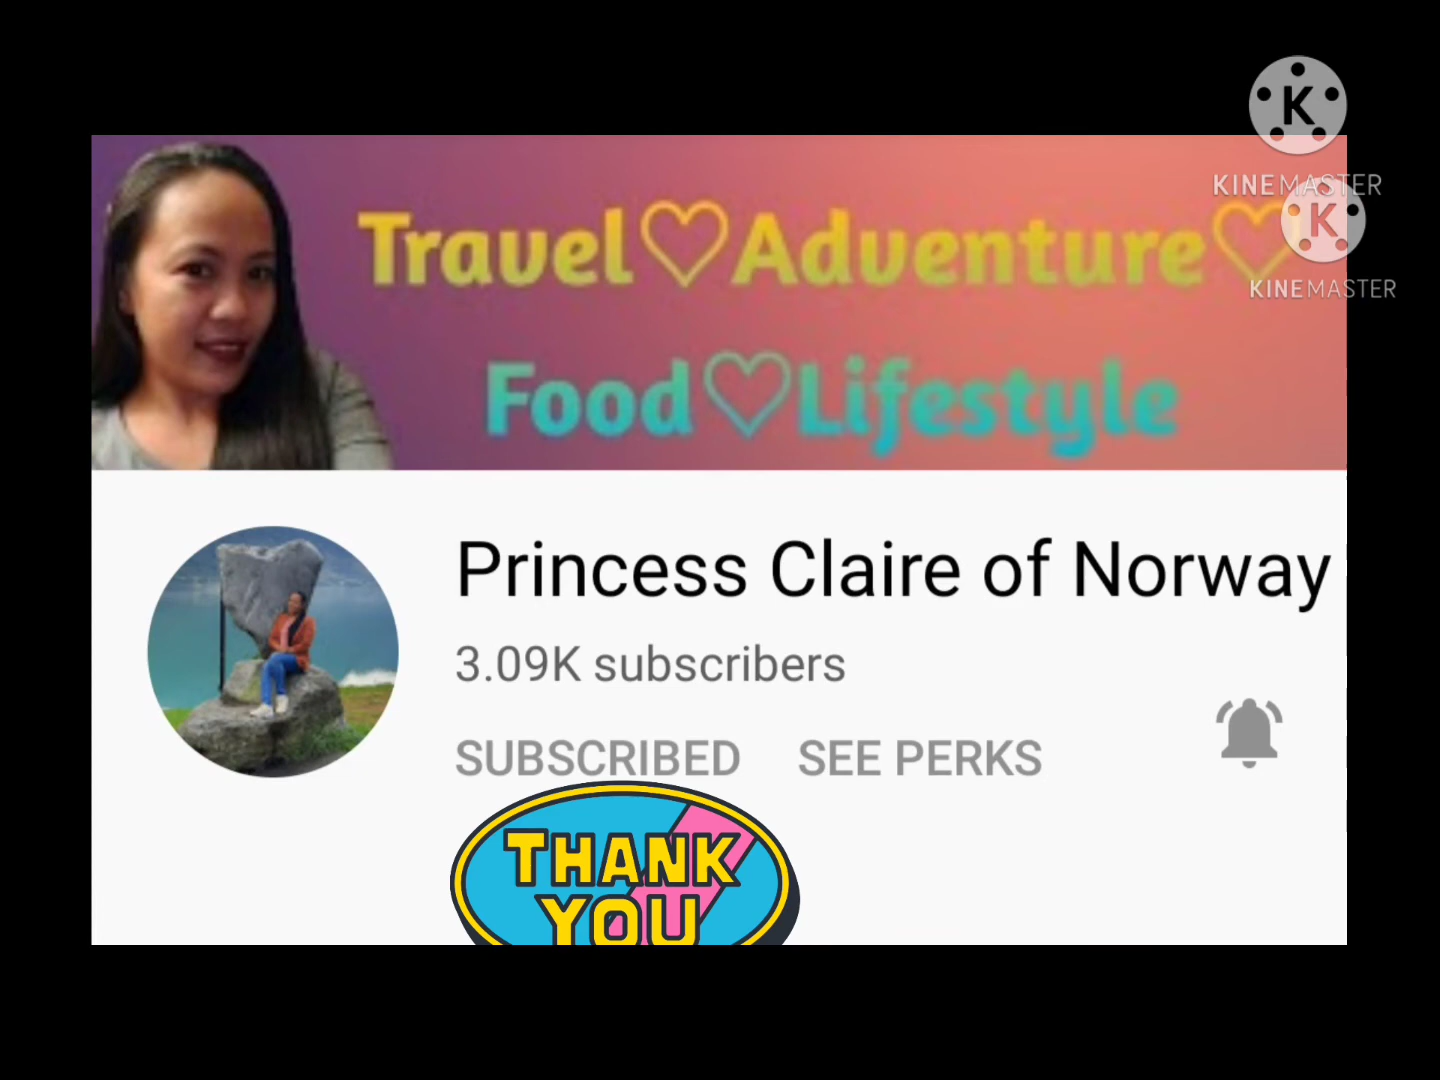 K
KINEMASTER
K
KINEMASTER
Travel♡Adventure♡
Food♡Lifestyle
Princess Claire of Norway
3.09K subscribers
SUBSCRIBED SEE PERKS
THANK
YOU